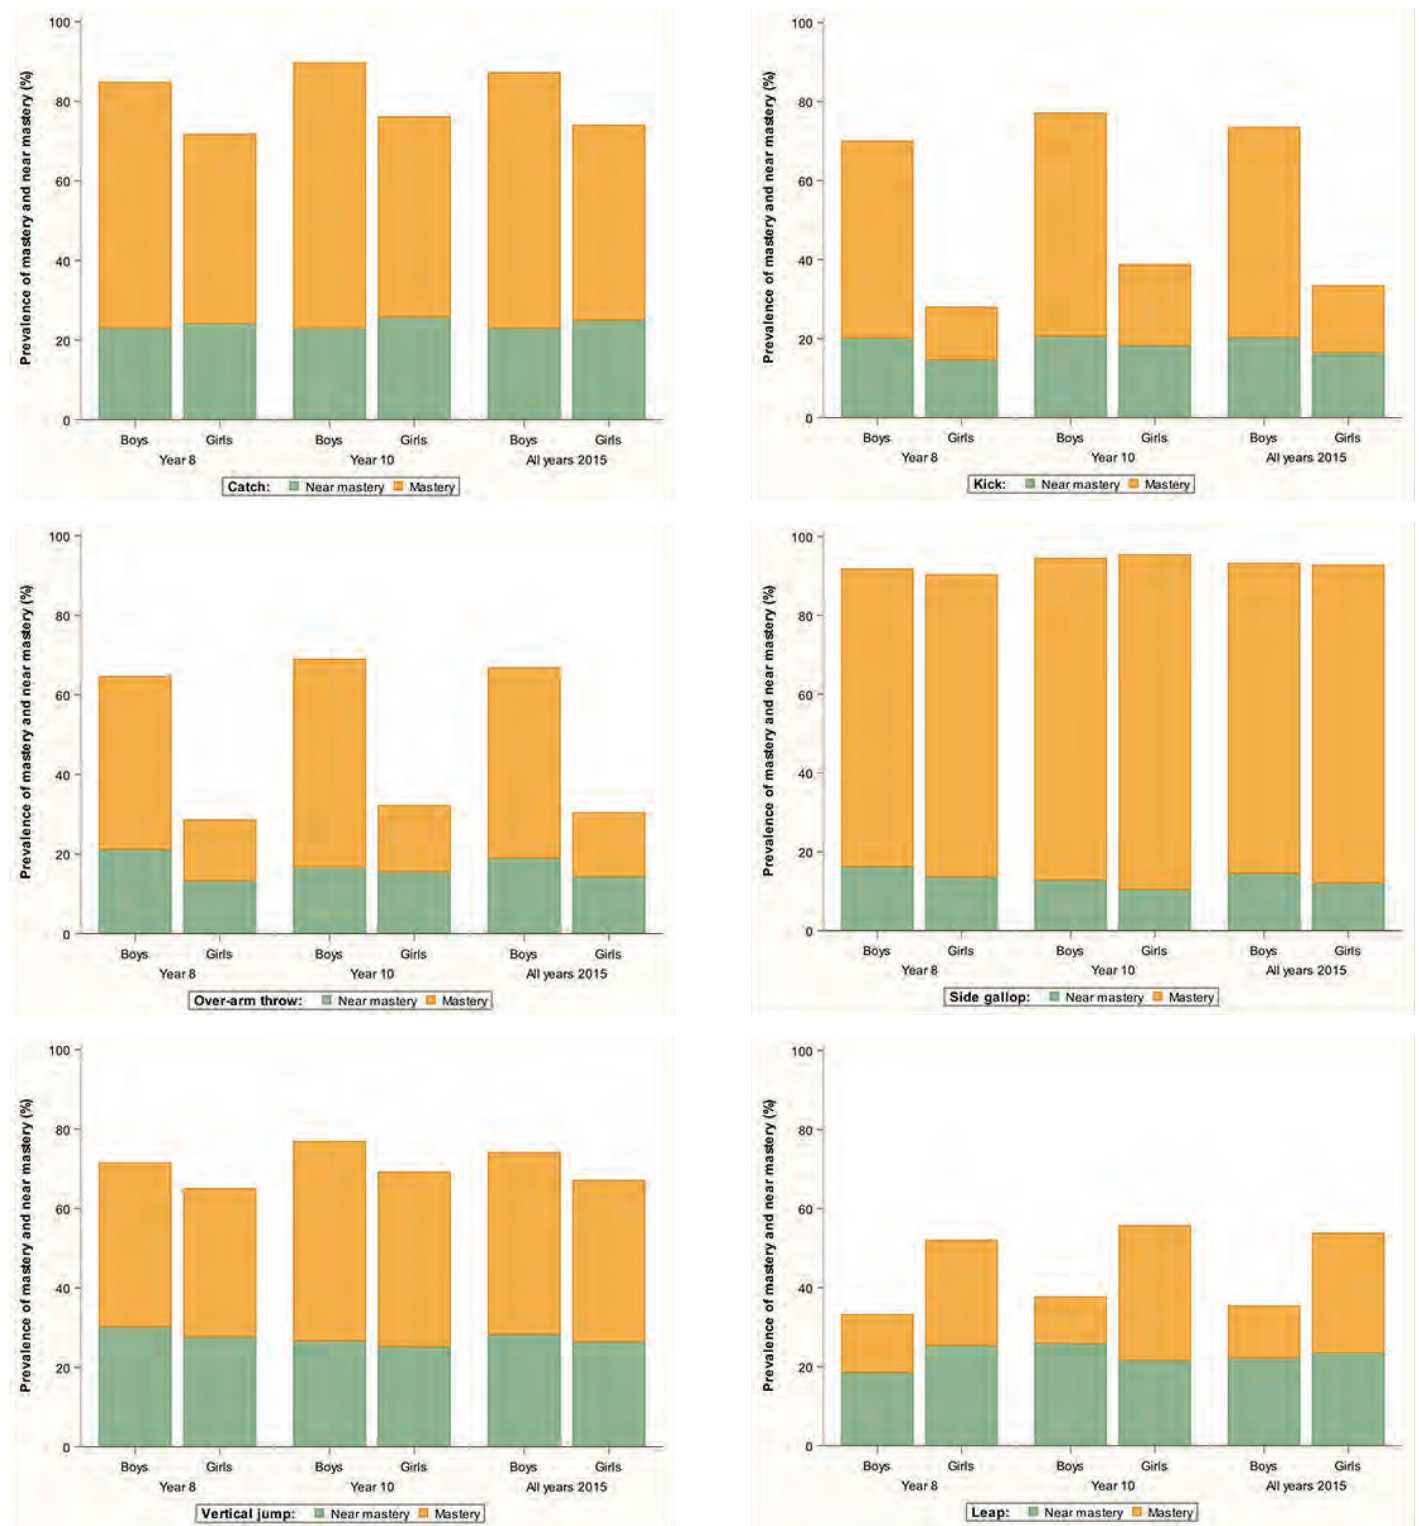 Prevalence of mastery and near mastery (%)
100
80
60
40
20
0
Boys Girls Boys Girls Boys Girls
Year 8 Year 10 All years 2015
Catch: Near mastery Mastery
Prevalence of mastery and near mastery (%)
100
80
60
40
20
0
Boys Girls Boys Girls Boys Girls
Year 8 Year 10 All years 2015
Kick: Near mastery Mastery
Prevalence of mastery and near mastery (%)
100
80
60
40
20
0
Boys Girls Boys Girls Boys Girls
Year 8 Year 10 All years 2015
Over-arm throw: Near mastery Mastery
Prevalence of mastery and near mastery (%)
100
80
60
40
20
0
Boys Girls Boys Girls Boys Girls
Year 8 Year 10 All years 2015
Side gallop: Near mastery Mastery
Prevalence of mastery and near mastery (%)
100
80
60
40
20
0
Boys Girls Boys Girls Boys Girls
Year 8 Year 10 All years 2015
Vertical jump: Near mastery Mastery
Prevalence of mastery and near mastery (%)
100
80
60
40
20
0
Boys Girls Boys Girls Boys Girls
Year 8 Year 10 All years 2015
Leap: Near mastery Mastery